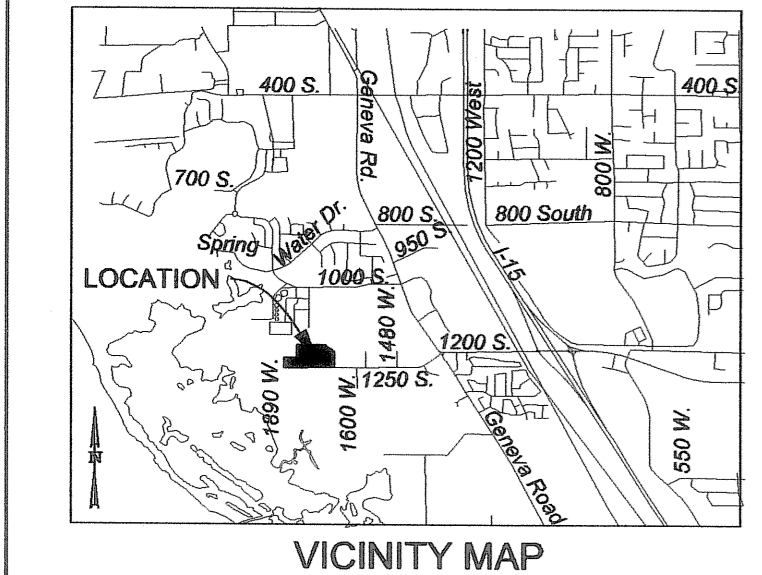 400 S.
400 S.
Geneva Rd.
1200 West
800 W.
700 S.
800 S.
800 South
Spring
Water Dr.
950 S.
1000 S.
I-15
LOCATION
1480 W.
1200 S.
1250 S.
1890 W.
1600 W.
Geneva Road
550 W.
N
VICINITY MAP